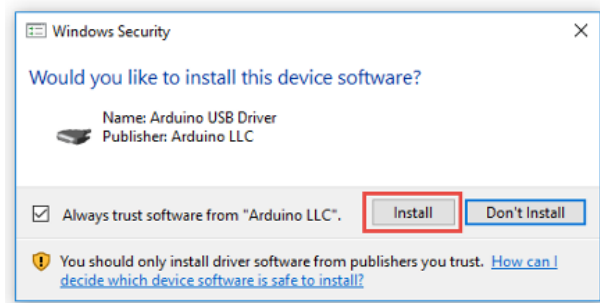 Windows Security
Would you like to install this device software?
Name: Arduino USB Driver
Publisher: Arduino LLC
Always trust software from "Arduino LLC".
Install
Don't Install
You should only install driver software from publishers you trust. How can I
decide which device software is safe to install?